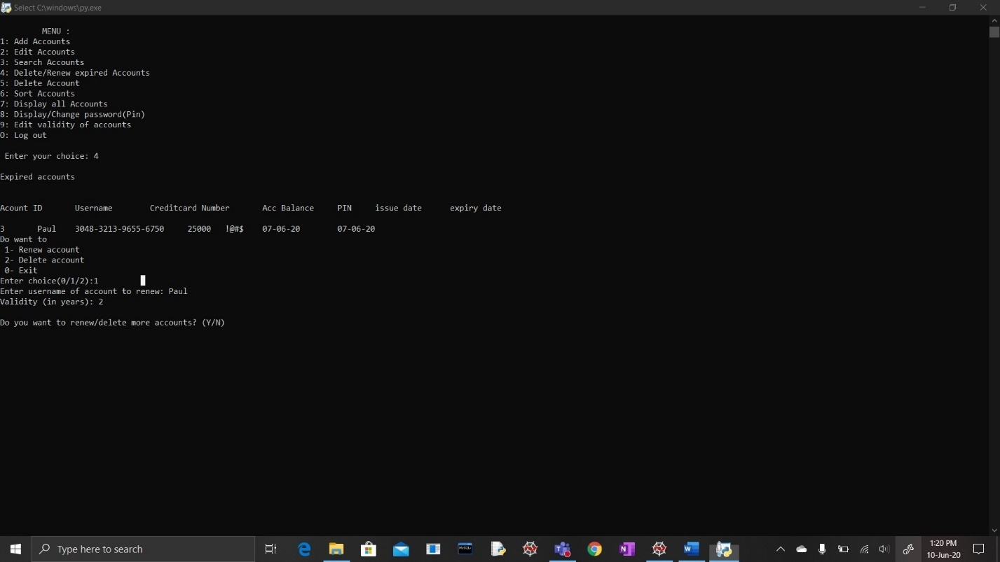 Select C:\windows\py.exe
MENU :
1: Add Accounts
2: Edit Accounts
3: Search Accounts
4: Delete/Renew expired Accounts
5: Delete Account
6: Sort Accounts
7: Display all Accounts
8: Display/Change password(Pin)
9: Edit validity of accounts
O: Log out
Enter your choice: 4
Expired accounts
Acount ID Username Creditcard Number Acc Balance PIN issue date expiry date
3 Paul 3048-3213-9655-6750 25000 !@#$ 07-06-20 07-06-20
Do want to
1- Renew account
2- Delete account
0- Exit
Enter choice(0/1/2):1
Enter username of account to renew: Paul
Validity (in years): 2
Do you want to renew/delete more accounts? (Y/N)
Type here to search
1:20 PM
10-Jun-20